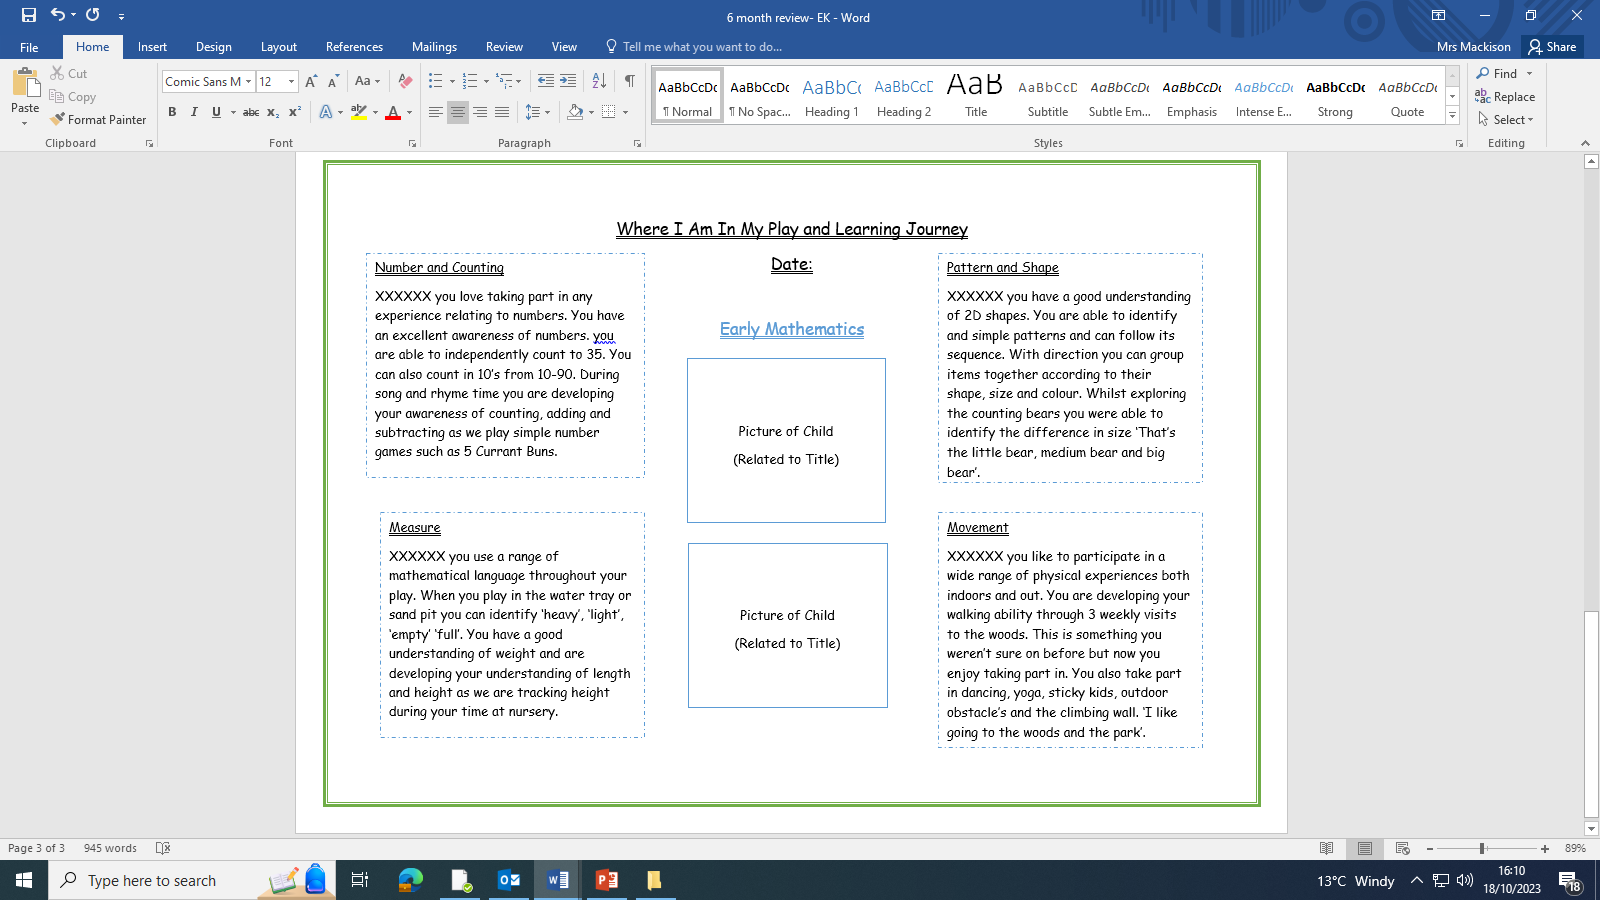 6 month review- EK - Word
File
Home
Insert
Design
Layout
References
Mailings
Review
View
Tell me what you want to do...
Mrs Mackison
Share
Paste
Cut
Copy
Format Painter
Clipboard
Comic Sans M
12
Aa
B I U abc x₂ x²
Font
Paragraph
AaBbCcDc
¶ Normal
AaBbCcDc
¶ No Spac...
AaBbCc
Heading 1
AaBbCcD
Heading 2
AaB
Title
AaBbCcD
Subtitle
AaBbCcDc
Subtle Em...
AaBbCcDc
Emphasis
AaBbCcDc
Intense E...
AaBbCcDc
Strong
AaBbCcDc
Quote
Styles
Find
Replace
Select
Editing
Where I Am In My Play and Learning Journey
Date:
Early Mathematics
Number and Counting
XXXXXX you love taking part in any
experience relating to numbers. You have
an excellent awareness of numbers. you
are able to independently count to 35. You
can also count in 10's from 10-90. During
song and rhyme time you are developing
your awareness of counting, adding and
subtracting as we play simple number
games such as 5 Currant Buns.
Picture of Child
(Related to Title)
Pattern and Shape
XXXXXX you have a good understanding
of 2D shapes. You are able to identify
and simple patterns and can follow its
sequence. With direction you can group
items together according to their
shape, size and colour. Whilst exploring
the counting bears you were able to
identify the difference in size 'That's
the little bear, medium bear and big
bear'.
Measure
XXXXXX you use a range of
mathematical language throughout your
play. When you play in the water tray or
sand pit you can identify 'heavy', 'light',
'empty' 'full'. You have a good
understanding of weight and are
developing your understanding of length
and height as we are tracking height
during your time at nursery.
Picture of Child
(Related to Title)
Movement
XXXXXX you like to participate in a
wide range of physical experiences both
indoors and out. You are developing your
walking ability through 3 weekly visits
to the woods. This is something you
weren't sure on before but now you
enjoy taking part in. You also take part
in dancing, yoga, sticky kids, outdoor
obstacle's and the climbing wall. 'I like
going to the woods and the park'.
Page 3 of 3
945 words
89%
Type here to search
13°C Windy
16:10
18/10/2023
18